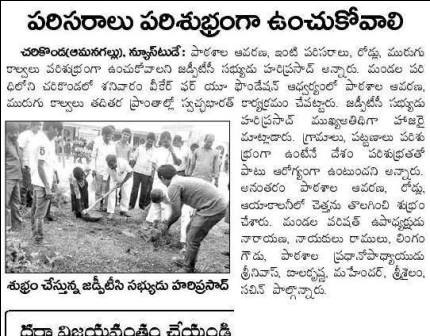 పరిసరాలు పరిశుభ్రంగా ఉంచుకోవాలి
చరికొండ(ఆమనగల్లు), న్యూస్‌టుడే: పాఠశాల ఆవరణ, ఇంటి పరిసరాలు, రోడ్లు, మురుగు
కాల్వలు పరిశుభ్రంగా ఉంచుకోవాలని జడ్పీటీసీ సభ్యుడు హరిప్రసాద్ అన్నారు. మండల పరి
ధిలోని చరికొండలో శనివారం వీకేర్ ఫర్ యూ ఫౌండేషన్ ఆధ్వర్యంలో పాఠశాల ఆవరణ,
మురుగు కాల్వలు తదితర ప్రాంతాల్లో స్వచ్ఛభారత్ కార్యక్రమం చేపట్టారు. జడ్పీటీసీ సభ్యుడు
హరిప్రసాద్ ముఖ్యఅతిథిగా హాజరై
మాట్లాడారు. గ్రామాలు, పట్టణాలు పరిశు
భ్రంగా ఉంటేనే దేశం పరిశుభ్రతతో
పాటు ఆరోగ్యంగా ఉంటుందని అన్నారు.
అనంతరం పాఠశాల ఆవరణ, రోడ్లు,
ఆయాకాలనీలో చెత్తను తొలగించి శుభ్రం
చేశారు. మండల పరిషత్ ఉపాధ్యక్షుడు
నారాయణ, నాయకులు రాములు, లింగం
గౌడు, పాఠశాల ప్రధానోపాధ్యాయుడు
శ్రీనివాస్, బాలకృష్ణ, మహేందర్, శ్రీశైలం,
సచిన్ పాల్గొన్నారు.
శుభ్రం చేస్తున్న జడ్పీటీసి సభ్యుడు హరిప్రసాద్
విజయవంతం చేయండి